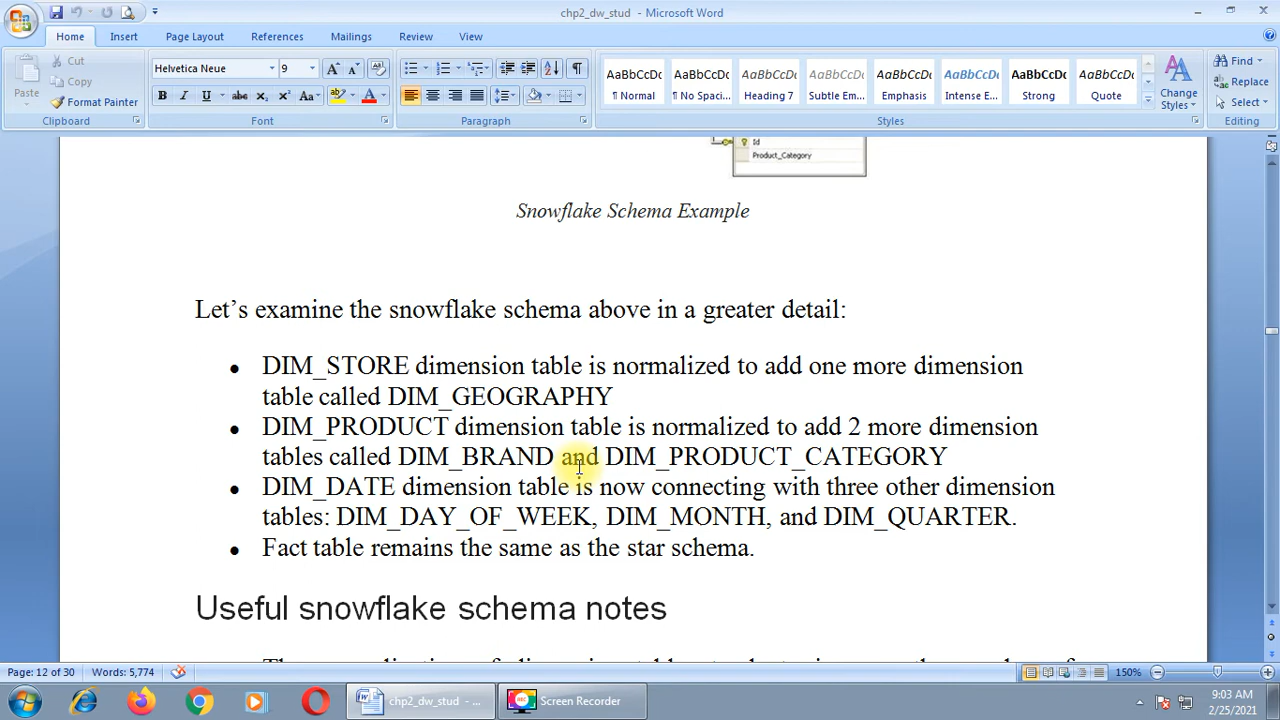 chp2_dw_stud - Microsoft Word
Home Insert Page Layout References Mailings Review View
Paste
Cut
Copy
Format Painter
Clipboard
Helvetica Neue 9
Font
Paragraph
AaBbCcDc AaBbCcDc AaBbCcDc AaBbCcDc AaBbCcDc AaBbCcDc AaBbCcDc AaBbCcDc
¶ Normal ¶ No Spaci... Heading 7 Subtle Em... Emphasis Intense E... Strong Quote
Change Styles
Styles
Find
Replace
Select
Editing
Id
Product_Category
Snowflake Schema Example
Let's examine the snowflake schema above in a greater detail:
• DIM_STORE dimension table is normalized to add one more dimension
table called DIM_GEOGRAPHY
• DIM_PRODUCT dimension table is normalized to add 2 more dimension
tables called DIM_BRAND and DIM_PRODUCT_CATEGORY
• DIM_DATE dimension table is now connecting with three other dimension
tables: DIM_DAY_OF_WEEK, DIM_MONTH, and DIM_QUARTER.
• Fact table remains the same as the star schema.
Useful snowflake schema notes
Page: 12 of 30 Words: 5,774 150%
chp2_dw_stud - ... Screen Recorder
9:03 AM
2/25/2021